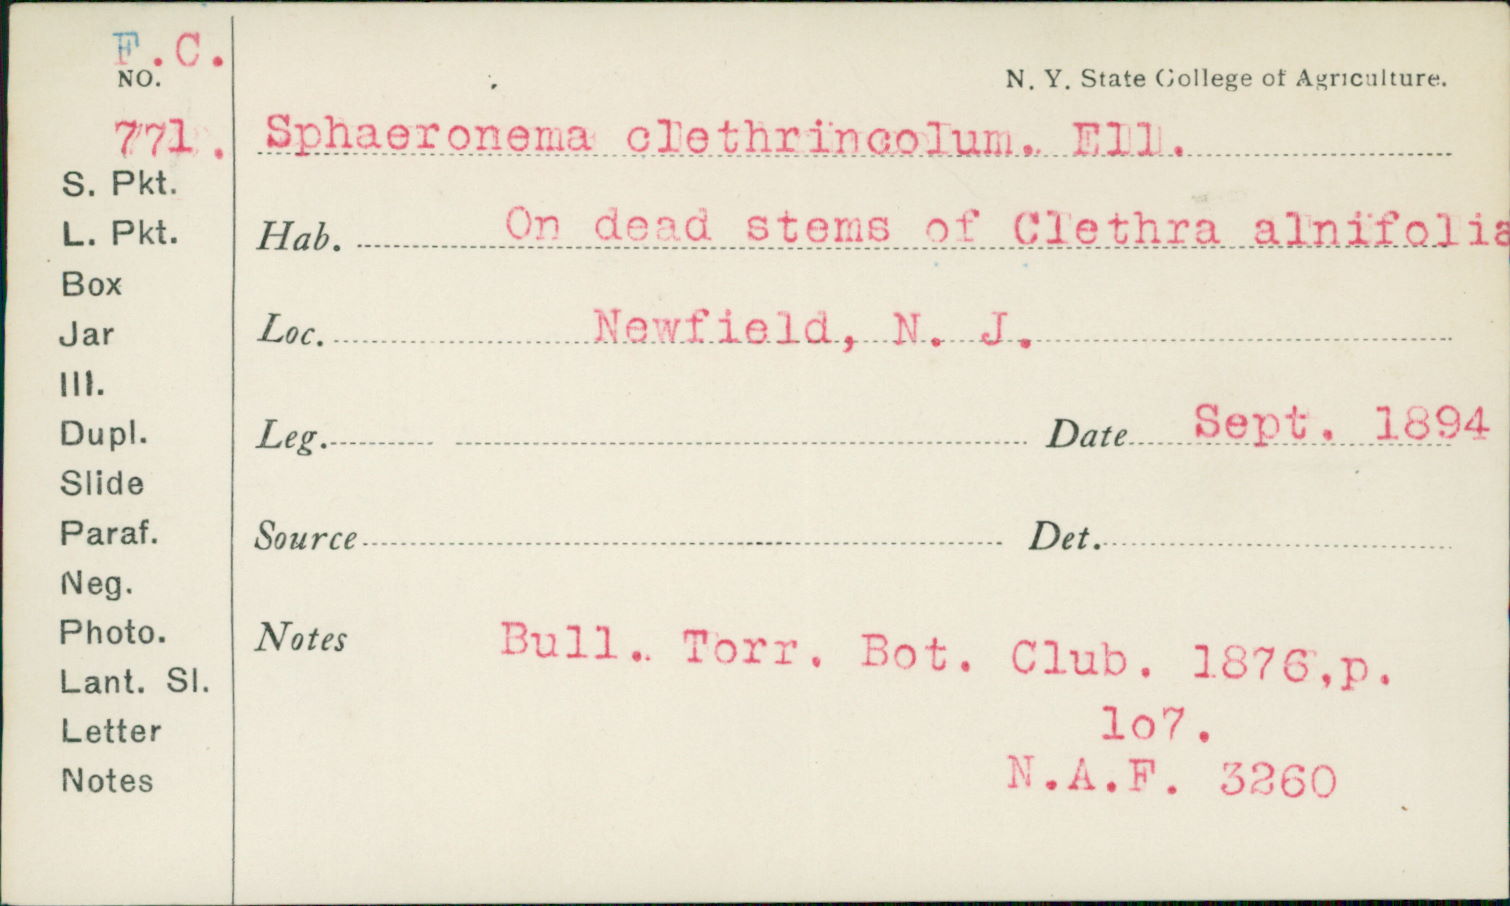 F.C.
NO.
N. Y. State College of Agriculture.
771. Sphaeronema clethrincolum. Ell.
S. Pkt.
L. Pkt.
Hab. On dead stems of Clethra alnifolia
Box
Jar
Loc. Newfield, N. J.
Ill.
Dupl.
Leg. Date Sept. 1894
Slide
Paraf.
Source Det.
Neg.
Photo.
Notes Bull. Torr. Bot. Club. 1876,p.
Lant. Sl.
Letter
lo7.
Notes
N.A.F. 3260